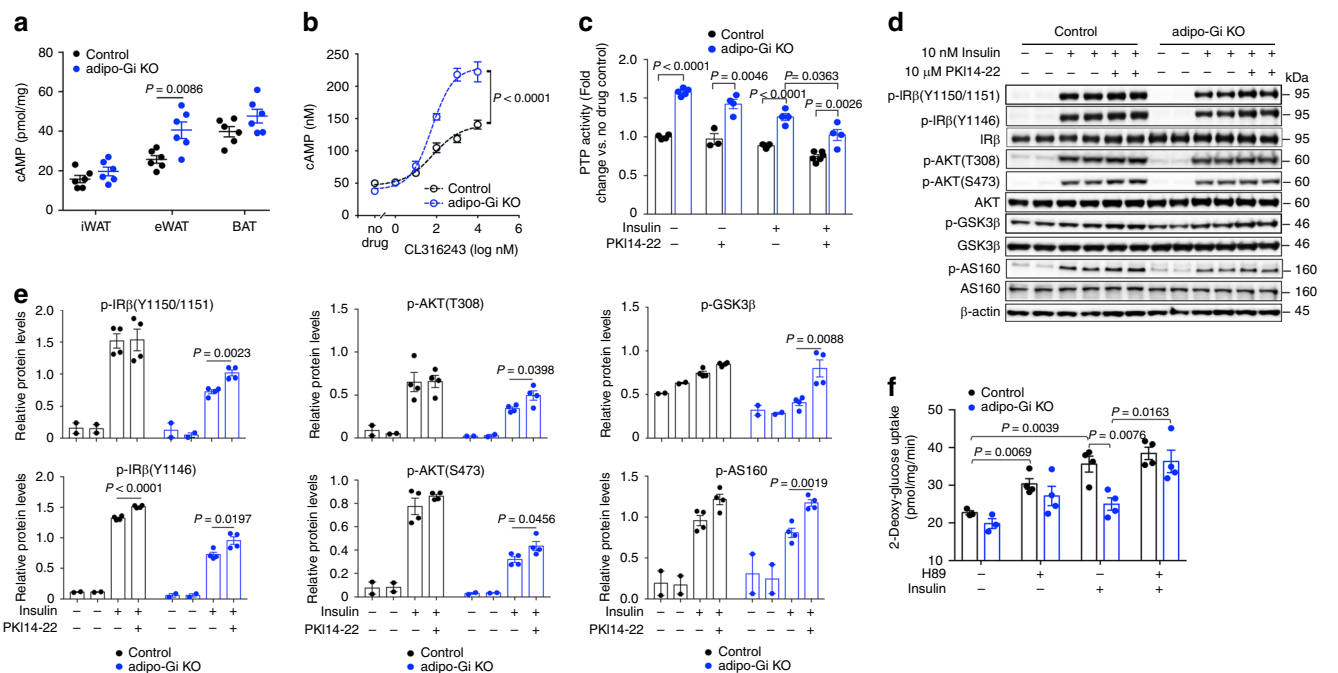 a
Control
adipo-Gi KO
P = 0.0086
cAMP (pmol/mg)
80
60
40
20
0
iWAT
eWAT
BAT
b
250
200
150
100
50
0
cAMP (nM)
P < 0.0001
Control
adipo-Gi KO
no drug
0
2
4
6
CL316243 (log nM)
c
Control
adipo-Gi KO
P < 0.0001
P = 0.0046
P = 0.0363
P < 0.0001
P = 0.0026
PTP activity (Fold
change vs. no drug control)
2.0
1.5
1.0
0.5
0
Insulin – – + +
PKI14-22 – + – +
d
Control
adipo-Gi KO
10 nM Insulin – – + + + + – – + + + +
10 µM PKI14-22 – – – – + + – – – – + +
kDa
p-IRβ(Y1150/1151) 95
p-IRβ(Y1146) 95
IRβ 95
p-AKT(T308) 60
p-AKT(S473) 60
AKT 60
p-GSK3β 46
GSK3β 46
p-AS160 160
AS160 160
β-actin 45
e
p-IRβ(Y1150/1151)
Relative protein levels
2.0
1.5
1.0
0.5
0
P = 0.0023
p-AKT(T308)
Relative protein levels
1.5
1.0
0.5
0
P = 0.0398
p-GSK3β
Relative protein levels
1.5
1.0
0.5
0
P = 0.0088
p-IRβ(Y1146)
Relative protein levels
2.0
1.5
1.0
0.5
0
P < 0.0001
P = 0.0197
p-AKT(S473)
Relative protein levels
1.0
0.8
0.6
0.4
0.2
0
P = 0.0456
p-AS160
Relative protein levels
1.5
1.0
0.5
0.0
P = 0.0019
Insulin – – + + – – + +
PKI14-22 – – – + – – – +
Control
adipo-Gi KO
Insulin – – + + – – + +
PKI14-22 – – – + – – – +
Control
adipo-Gi KO
Insulin – – + + – – + +
PKI14-22 – – – + – – – +
Control
adipo-Gi KO
f
Control
adipo-Gi KO
P = 0.0163
P = 0.0039
P = 0.0076
P = 0.0069
2-Deoxy-glucose uptake
(pmol/mg/min)
50
40
30
20
10
H89 – + – +
Insulin – – + +